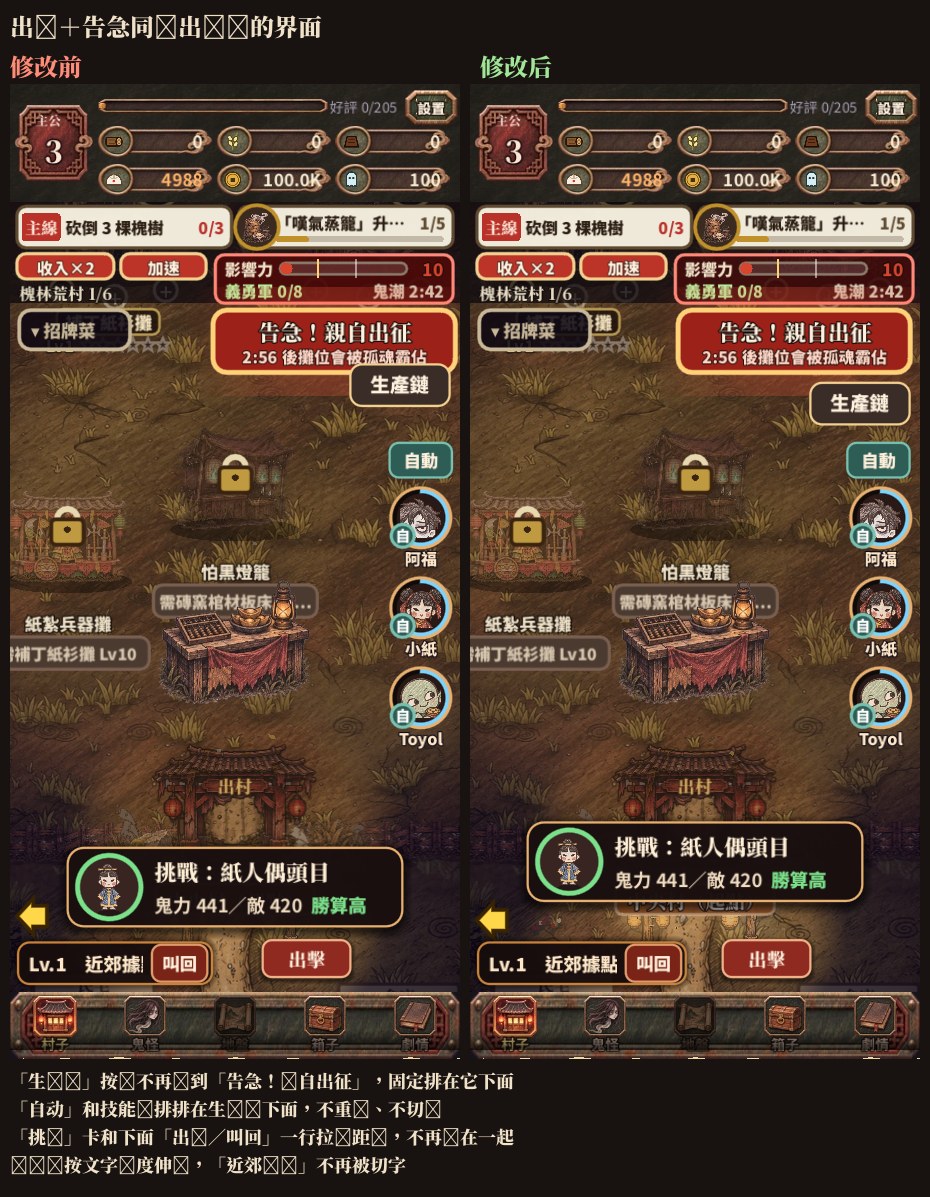 出＋告急同出的界面
修改前
修改后
主公
3
好評 0/205
設置
0
0
0
4988
100.0K
100
主線 砍倒 3 棵槐樹 0/3
「嘆氣蒸籠」升… 1/5
收入×2
加速
影響力 10
槐林荒村 1/6
義勇軍 0/8 鬼潮 2:42
▾招牌菜
攤
告急！親自出征
2:56 後攤位會被孤魂霸佔
生產鏈
自動
自
阿福
怕黑燈籠
需磚窯棺材板床…
紙紮兵器攤
補丁紙衫攤 Lv10
自
小紙
自
Toyol
出村
挑戰：紙人偶頭目
鬼力 441／敵 420 勝算高
Lv.1 近郊據
叫回
出擊
村子
鬼怪
箱子
劇情
主公
3
好評 0/205
設置
0
0
0
4988
100.0K
100
主線 砍倒 3 棵槐樹 0/3
「嘆氣蒸籠」升… 1/5
收入×2
加速
影響力 10
槐林荒村 1/6
義勇軍 0/8 鬼潮 2:42
▾招牌菜
攤
告急！親自出征
2:56 後攤位會被孤魂霸佔
生產鏈
自動
自
阿福
怕黑燈籠
需磚窯棺材板床…
紙紮兵器攤
補丁紙衫攤 Lv10
自
小紙
自
Toyol
出村
挑戰：紙人偶頭目
鬼力 441／敵 420 勝算高
Lv.1 近郊據點
叫回
出擊
村子
鬼怪
箱子
劇情
「生」按不再到「告急！自出征」，固定排在它下面
「自动」和技能排排在生下面，不重、不切
「挑」卡和下面「出／叫回」一行拉距，不再在一起
按文字度伸，「近郊」不再被切字